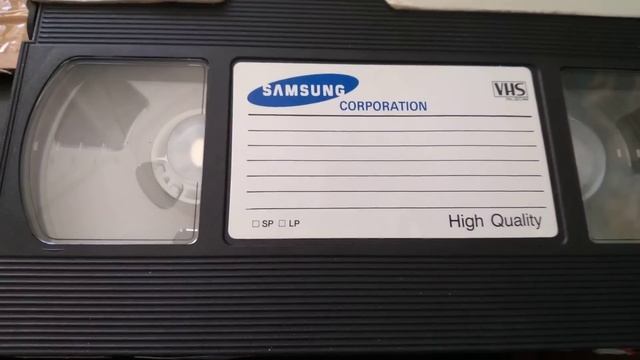 SAMSUNG
CORPORATION
VHS
SP LP
High Quality